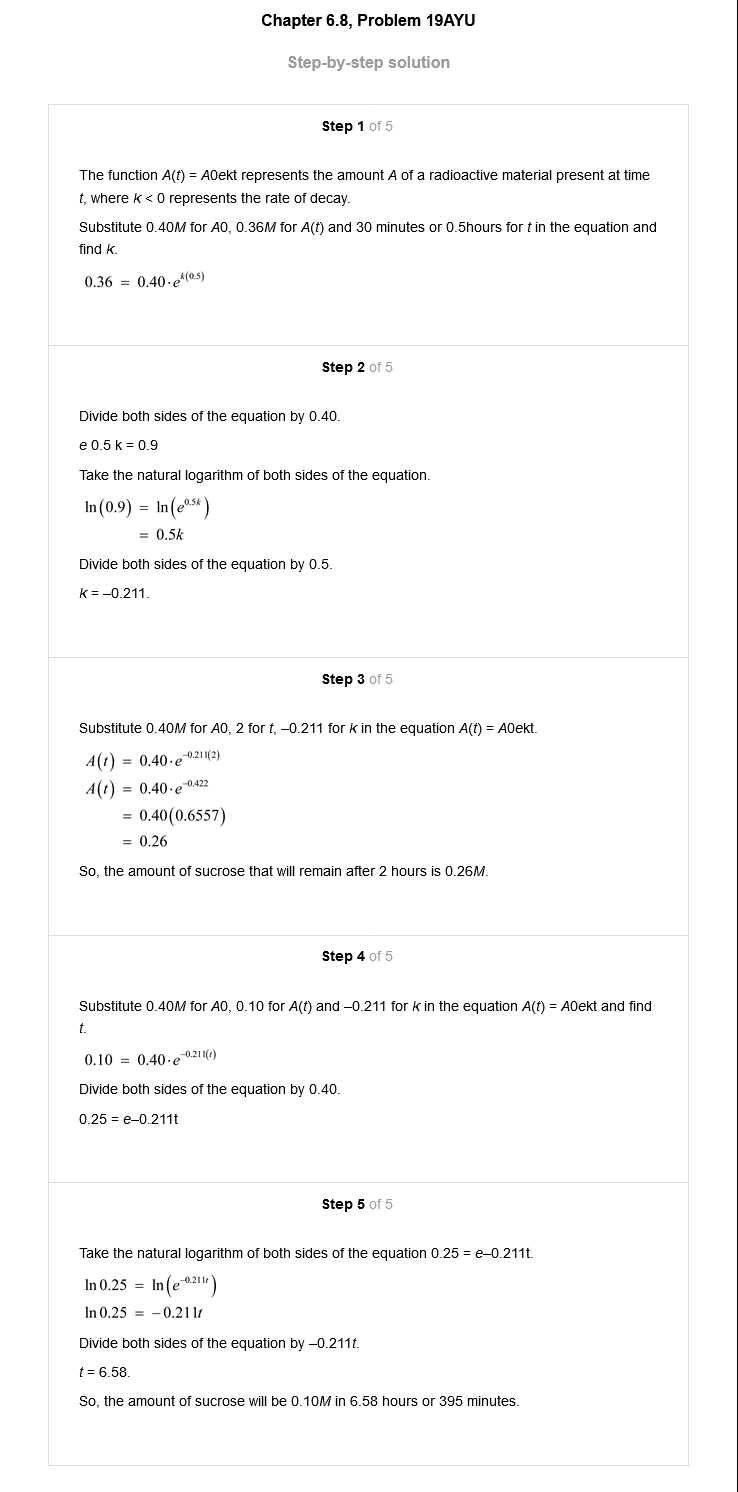 Chapter 6.8, Problem 19AYU
Step-by-step solution
Step 1 of 5
The function A(t) = A0ekt represents the amount A of a radioactive material present at time
t, where k < 0 represents the rate of decay.
Substitute 0.40M for A0, 0.36M for A(t) and 30 minutes or 0.5hours for t in the equation and
find k.
0.36 = 0.40·e^{k(0.5)}
Step 2 of 5
Divide both sides of the equation by 0.40.
e 0.5 k = 0.9
Take the natural logarithm of both sides of the equation.
ln(0.9) = ln(e^{0.5k})
= 0.5k
Divide both sides of the equation by 0.5.
k = –0.211.
Step 3 of 5
Substitute 0.40M for A0, 2 for t, –0.211 for k in the equation A(t) = A0ekt.
A(t) = 0.40·e^{–0.211(2)}
A(t) = 0.40·e^{–0.422}
= 0.40(0.6557)
= 0.26
So, the amount of sucrose that will remain after 2 hours is 0.26M.
Step 4 of 5
Substitute 0.40M for A0, 0.10 for A(t) and –0.211 for k in the equation A(t) = A0ekt and find
t.
0.10 = 0.40·e^{–0.211(t)}
Divide both sides of the equation by 0.40.
0.25 = e–0.211t
Step 5 of 5
Take the natural logarithm of both sides of the equation 0.25 = e–0.211t.
ln 0.25 = ln(e^{–0.211t})
ln 0.25 = –0.211t
Divide both sides of the equation by –0.211t.
t = 6.58.
So, the amount of sucrose will be 0.10M in 6.58 hours or 395 minutes.